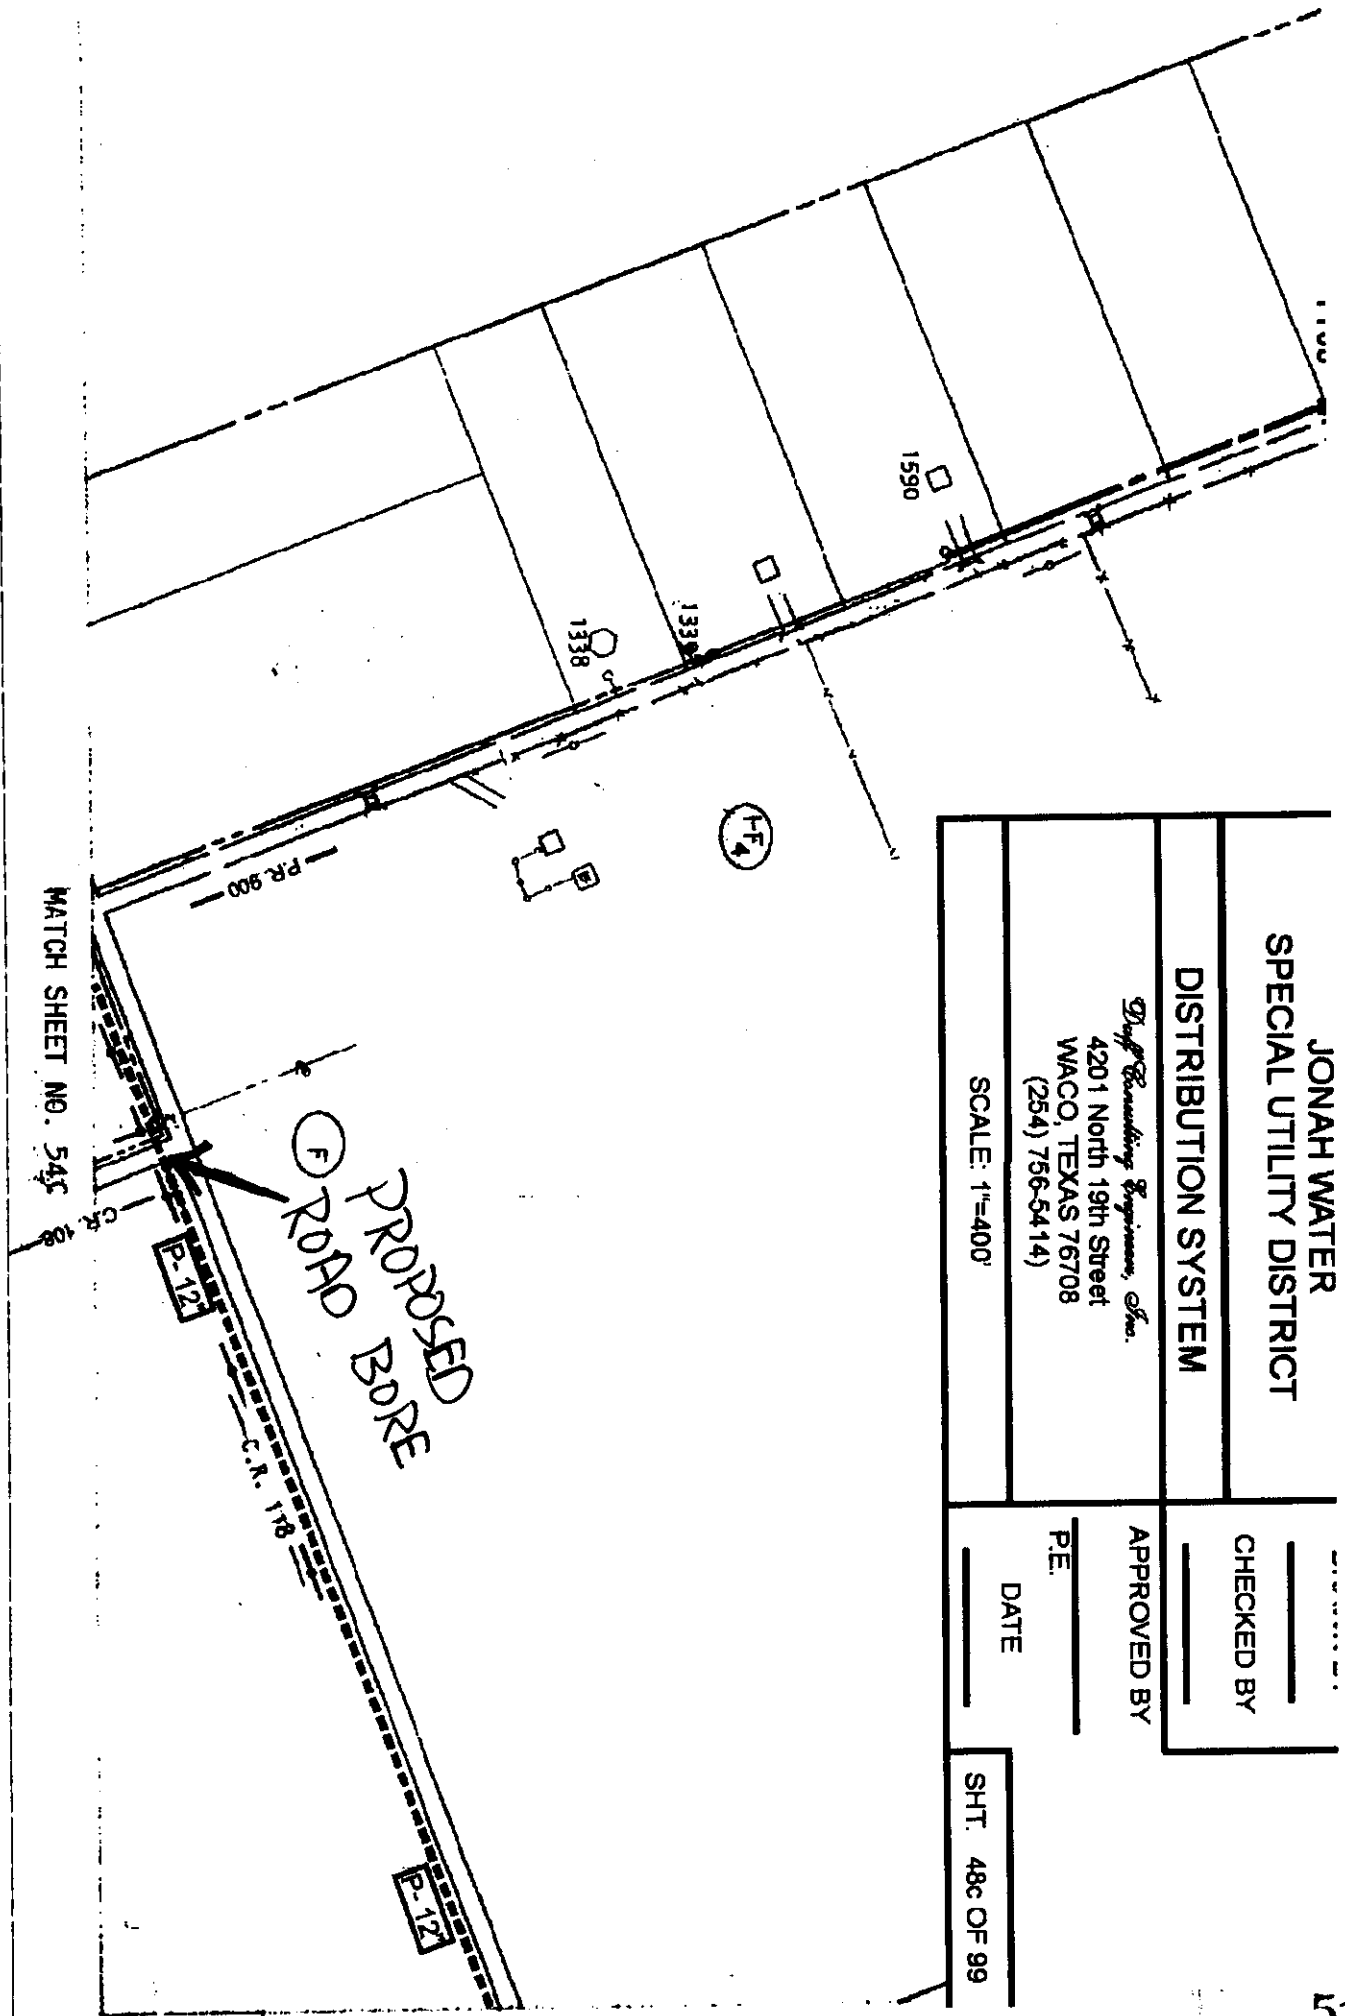 JONAH WATER
SPECIAL UTILITY DISTRICT
DISTRIBUTION SYSTEM
Duff Consulting Engineers, Inc.
4201 North 19th Street
WACO, TEXAS 76708
(254) 756-5414)
SCALE: 1"=400'
CHECKED BY
APPROVED BY
P.E.
DATE
SHT. 48c OF 99
1590
1339
1338
F
4
P.R. 900
PROPOSED
ROAD BORE
F
P-12"
C.R. 118
P-12"
C.R. 108
MATCH SHEET NO. 54C